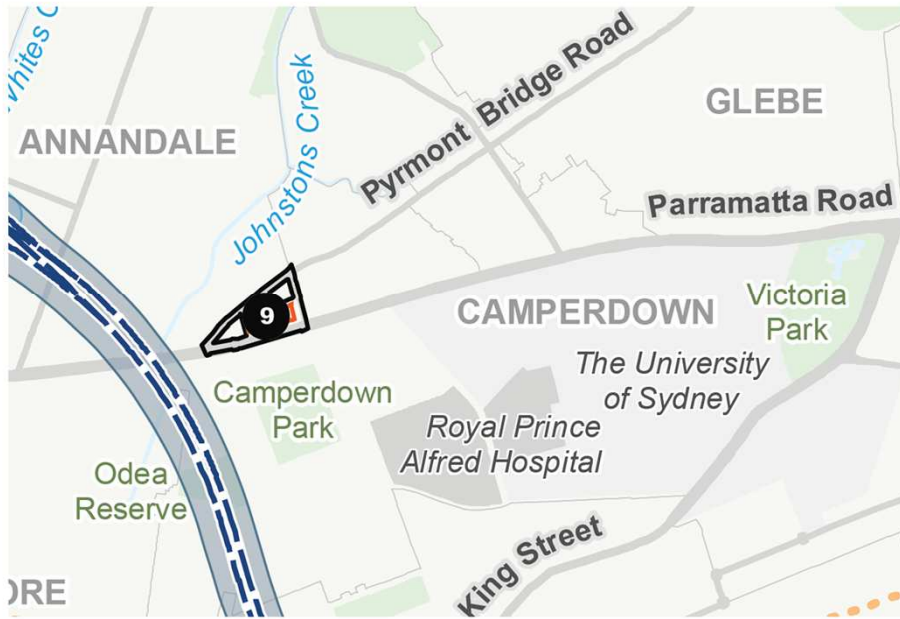 Whites C
ANNANDALE
Johnstons Creek
Pyrmont Bridge Road
GLEBE
Parramatta Road
9
CAMPERDOWN
Victoria
Park
The University
of Sydney
Camperdown
Park
Royal Prince
Alfred Hospital
Odea
Reserve
King Street
ORE